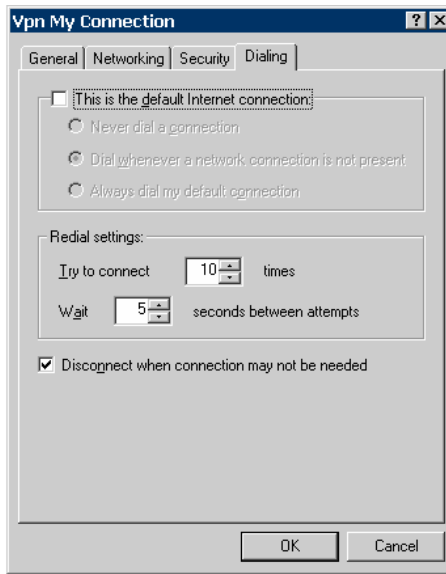 Vpn My Connection
General Networking Security Dialing
This is the default Internet connection:
Never dial a connection
Dial whenever a network connection is not present
Always dial my default connection
Redial settings:
Try to connect 10 times
Wait 5 seconds between attempts
Disconnect when connection may not be needed
OK Cancel